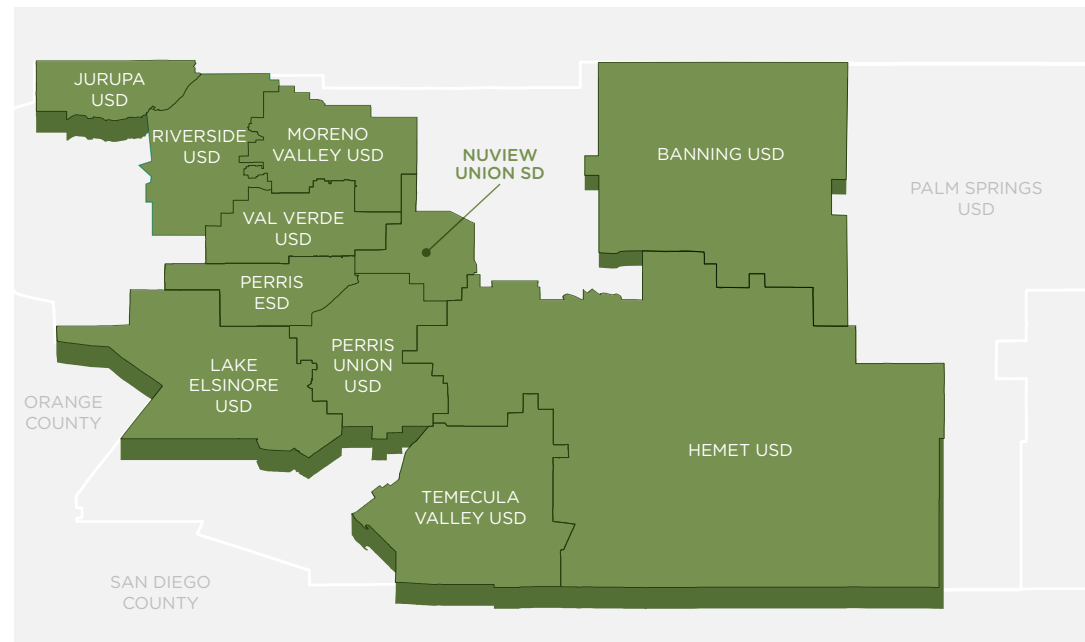 JURUPA
USD
RIVERSIDE
USD
MORENO
VALLEY USD
NUVIEW
UNION SD
BANNING USD
PALM SPRINGS
USD
VAL VERDE
USD
PERRIS
ESD
PERRIS
UNION
USD
LAKE
ELSINORE
USD
ORANGE
COUNTY
HEMET USD
TEMECULA
VALLEY USD
SAN DIEGO
COUNTY